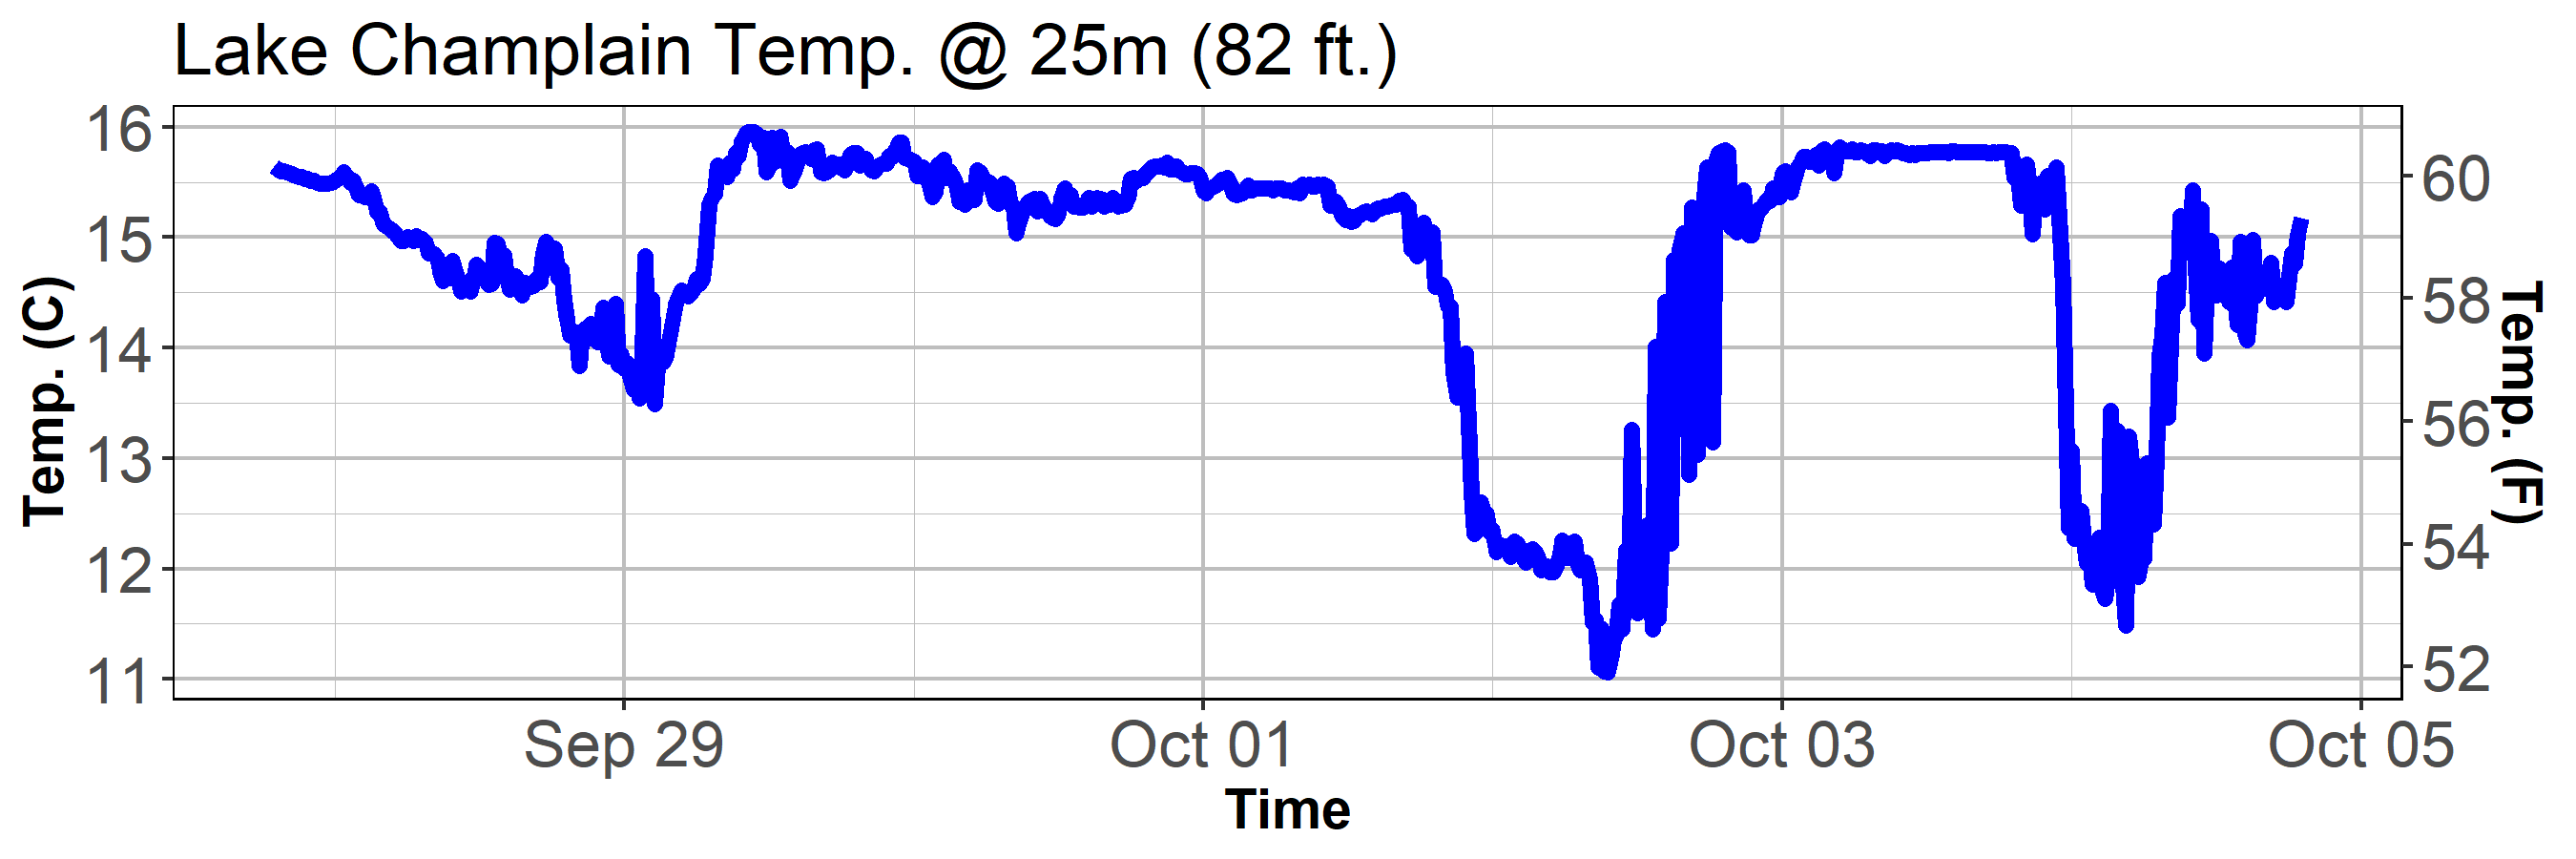 Lake Champlain Temp. @ 25m (82 ft.)
Temp. (C)
16
15
14
13
12
11
60
58
56
54
52
Temp. (F)
Sep 29
Oct 01
Oct 03
Oct 05
Time